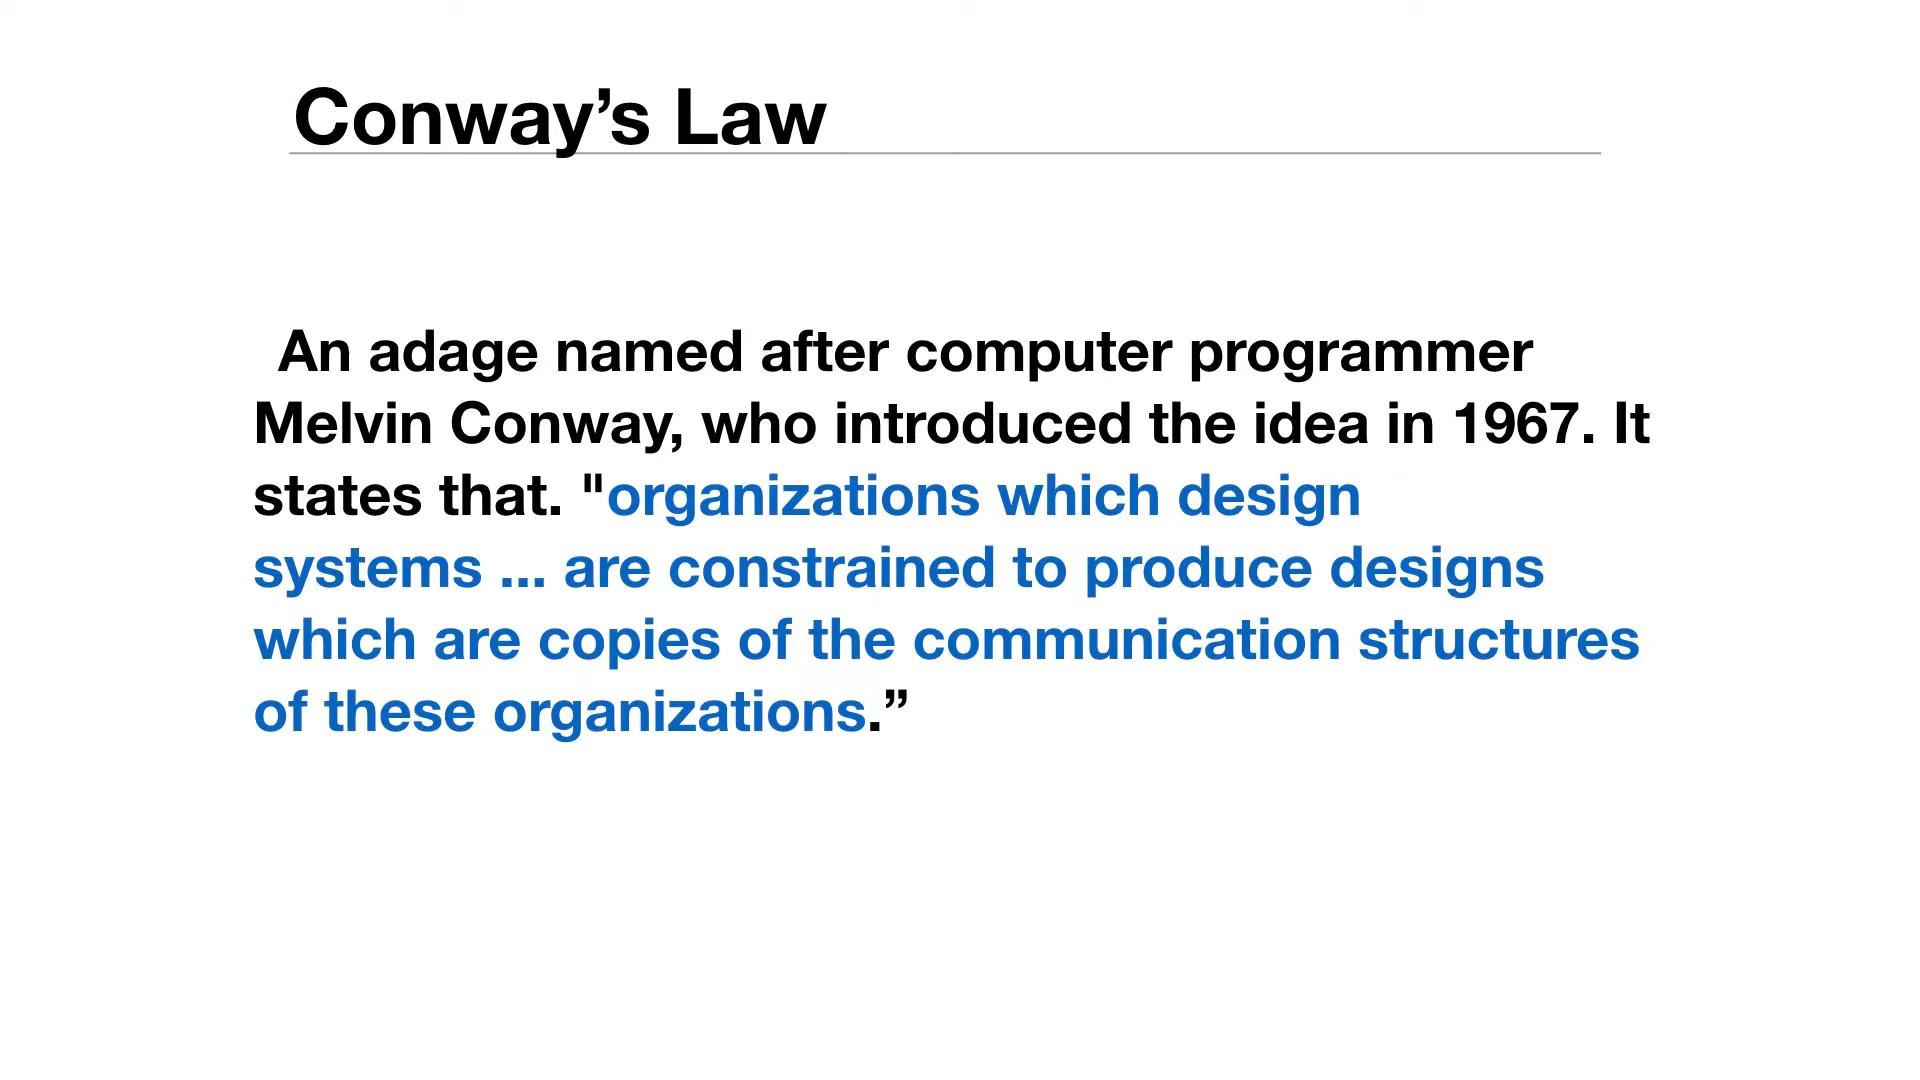 Conway’s Law
An adage named after computer programmer
Melvin Conway, who introduced the idea in 1967. It
states that. "organizations which design
systems ... are constrained to produce designs
which are copies of the communication structures
of these organizations.”